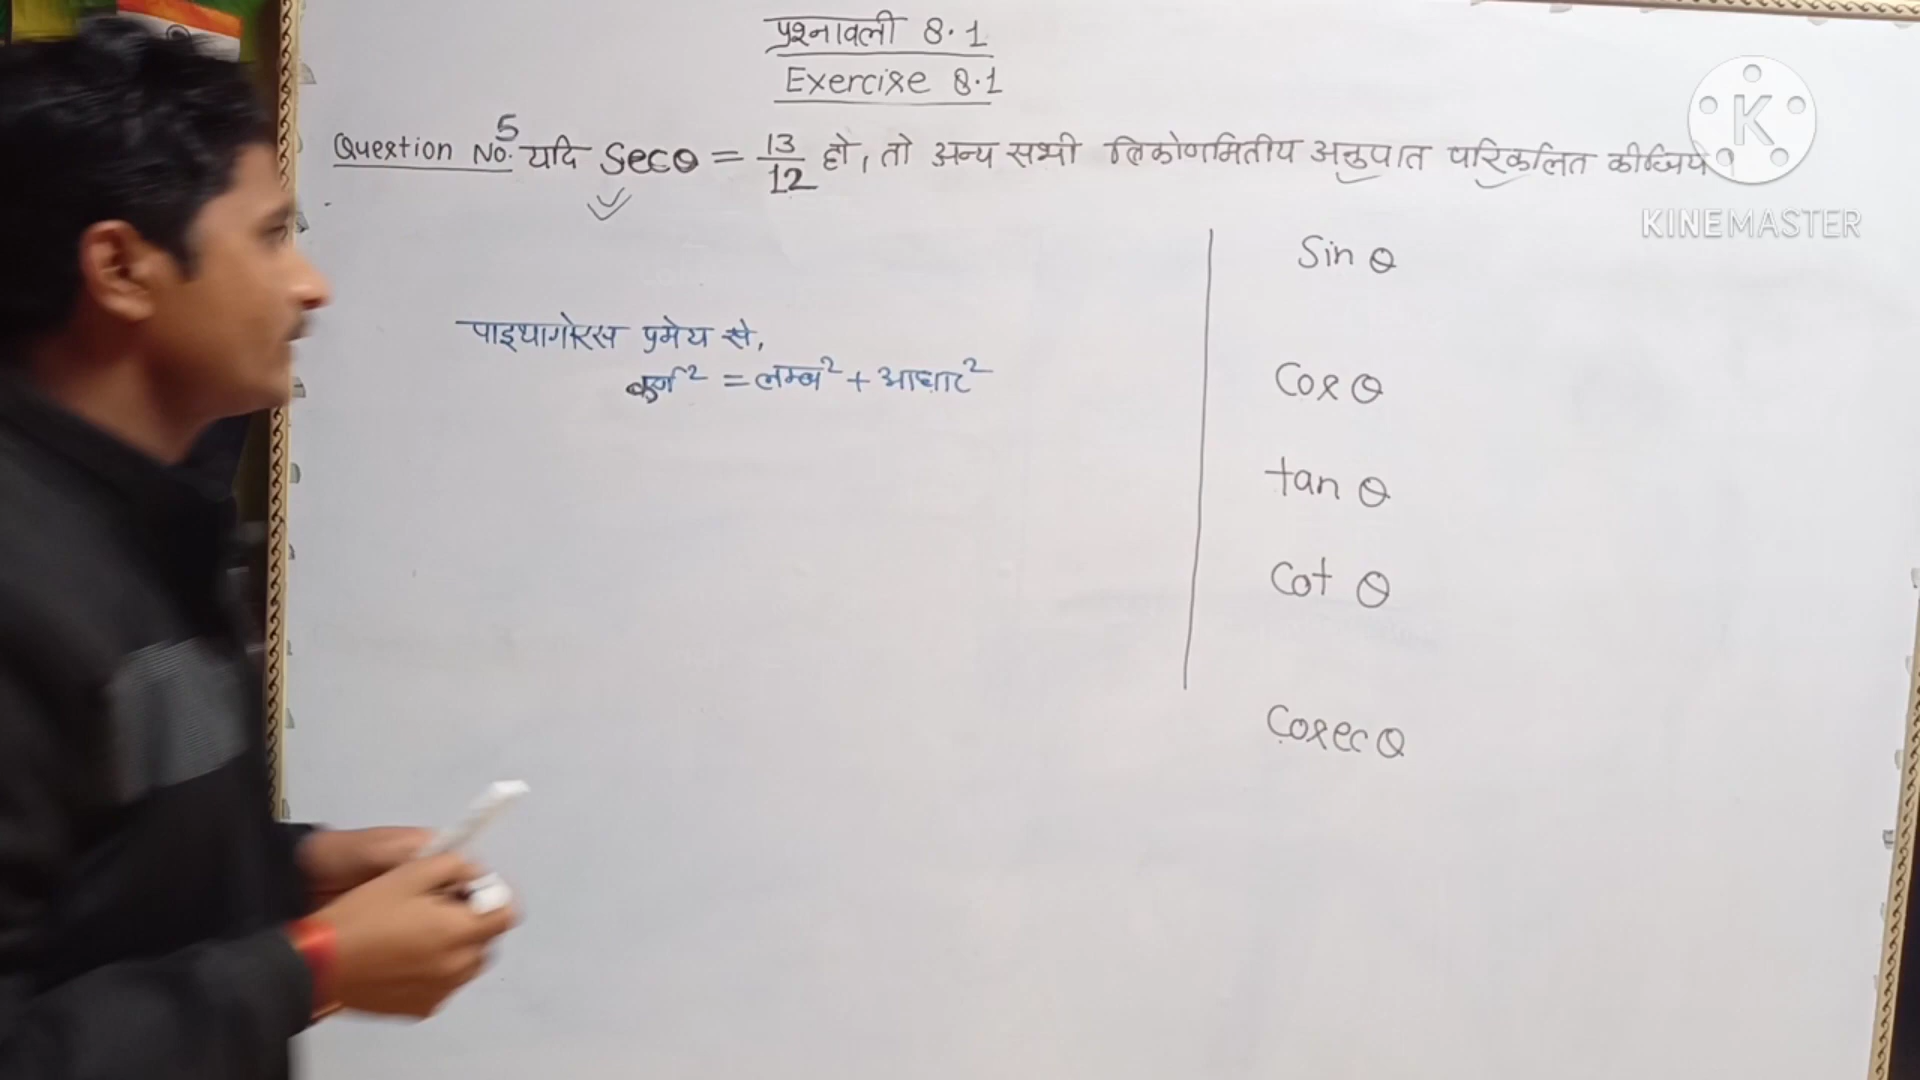 प्रश्नावली 8.1
Exercise 8.1
Question No. 5 यदि Secθ = 13/12 हो, तो अन्य सभी त्रिकोणमितीय अनुपात परिकलित कीजिये।
K
KINEMASTER
Sin θ
पाइथागोरस प्रमेय से,
कर्ण² = लम्ब² + आधार²
Cos θ
tan θ
Cot θ
Cosec θ